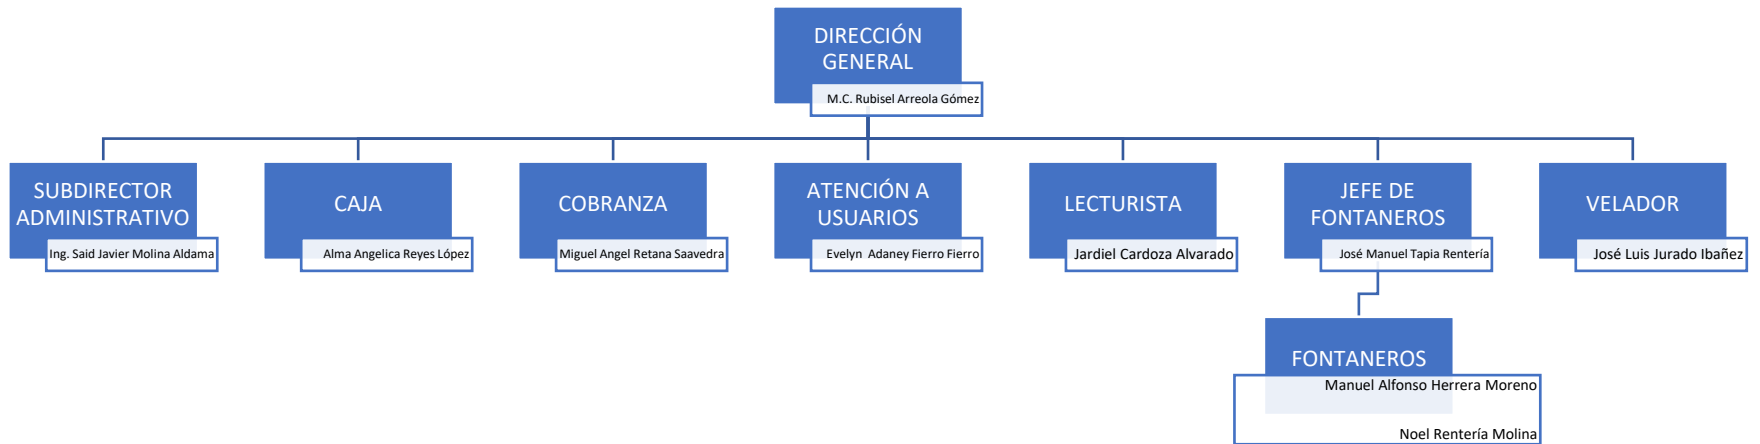 DIRECCIÓN
GENERAL
M.C. Rubisel Arreola Gómez
SUBDIRECTOR
ADMINISTRATIVO
Ing. Said Javier Molina Aldama
CAJA
Alma Angelica Reyes López
COBRANZA
Miguel Angel Retana Saavedra
ATENCIÓN A
USUARIOS
Evelyn Adaney Fierro Fierro
LECTURISTA
Jardiel Cardoza Alvarado
JEFE DE
FONTANEROS
José Manuel Tapia Rentería
VELADOR
José Luis Jurado Ibañez
FONTANEROS
Manuel Alfonso Herrera Moreno
Noel Rentería Molina